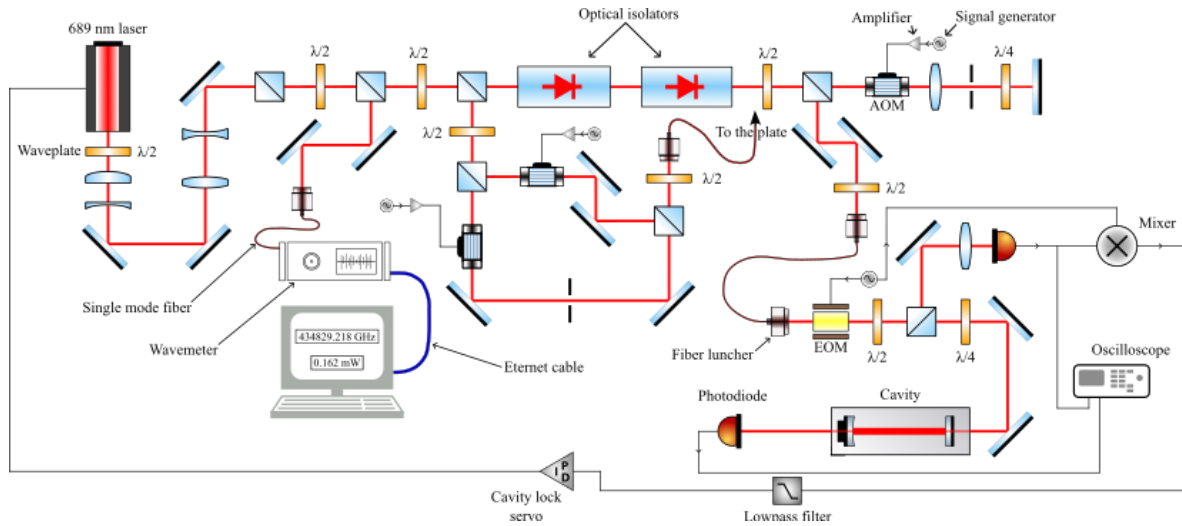 689 nm laser
Optical isolators
Amplifier
Signal generator
λ/2
λ/2
λ/2
λ/4
AOM
Waveplate
λ/2
λ/2
To the plate
λ/2
λ/2
Mixer
Single mode fiber
Wavemeter
434829.218 GHz
0.162 mW
Eternet cable
Fiber luncher
EOM
λ/2
λ/4
Oscilloscope
Photodiode
Cavity
I P D
Cavity lock
servo
Lowpass filter